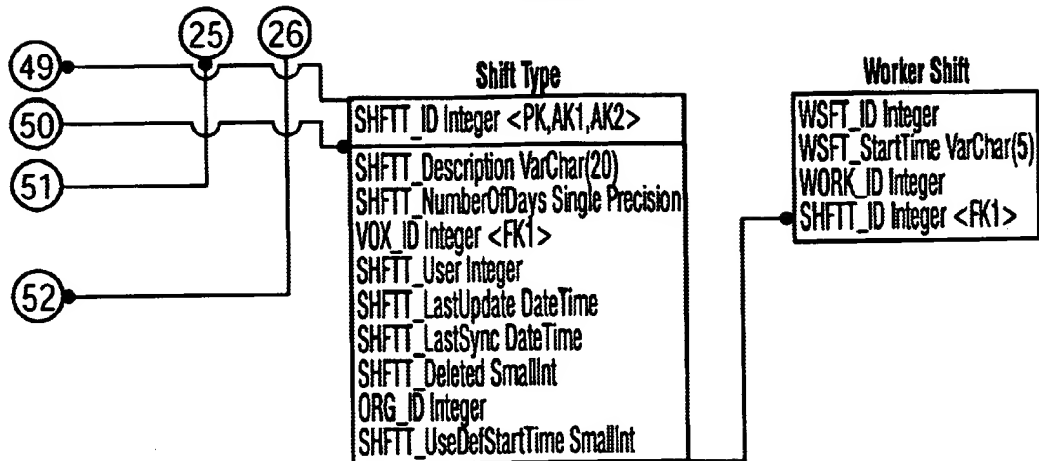 25 26
49
50
51
52
Shift Type
SHFTT_ID Integer <PK,AK1,AK2>
SHFTT_Description VarChar(20)
SHFTT_NumberOfDays Single Precision
VOX_ID Integer <FK1>
SHFTT_User Integer
SHFTT_LastUpdate DateTime
SHFTT_LastSync DateTime
SHFTT_Deleted SmallInt
ORG_ID Integer
SHFTT_UseDefStartTime SmallInt
Worker Shift
WSFT_ID Integer
WSFT_StartTime VarChar(5)
WORK_ID Integer
SHFTT_ID Integer <FK1>